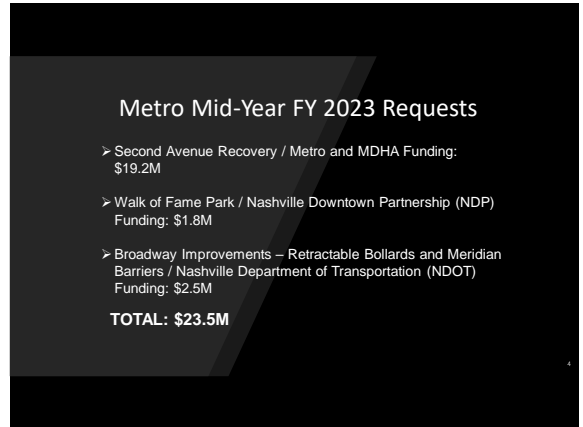 Metro Mid-Year FY 2023 Requests
➢ Second Avenue Recovery / Metro and MDHA Funding:
$19.2M
➢ Walk of Fame Park / Nashville Downtown Partnership (NDP)
Funding: $1.8M
➢ Broadway Improvements – Retractable Bollards and Meridian
Barriers / Nashville Department of Transportation (NDOT)
Funding: $2.5M
TOTAL: $23.5M
4